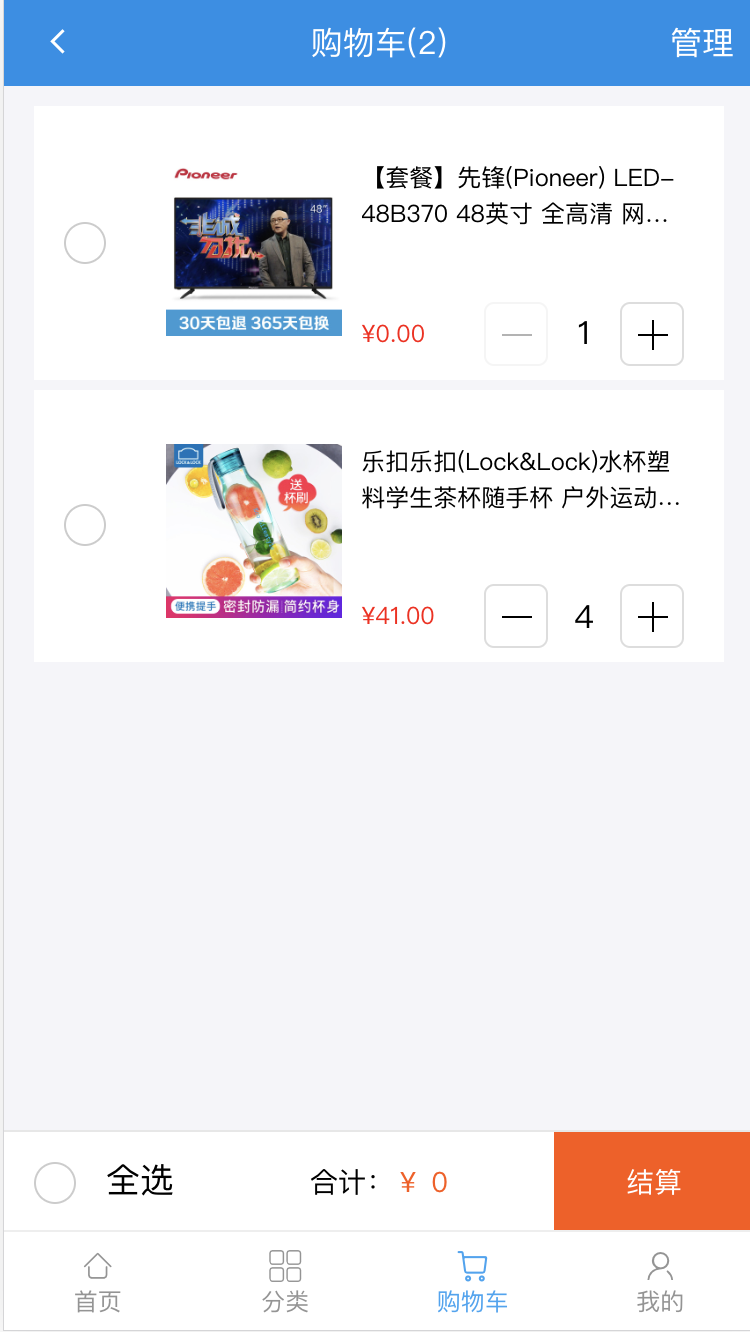 购物车(2)
管理
Pioneer
48"
非诚
勿扰
30天包退 365天包换
【套餐】先锋(Pioneer) LED-
48B370 48英寸 全高清 网...
¥0.00
1
LOCK&LOCK
送
杯刷
便携提手 密封防漏 简约杯身
乐扣乐扣(Lock&Lock)水杯塑
料学生茶杯随手杯 户外运动...
¥41.00
4
全选
合计：
¥ 0
结算
首页
分类
购物车
我的